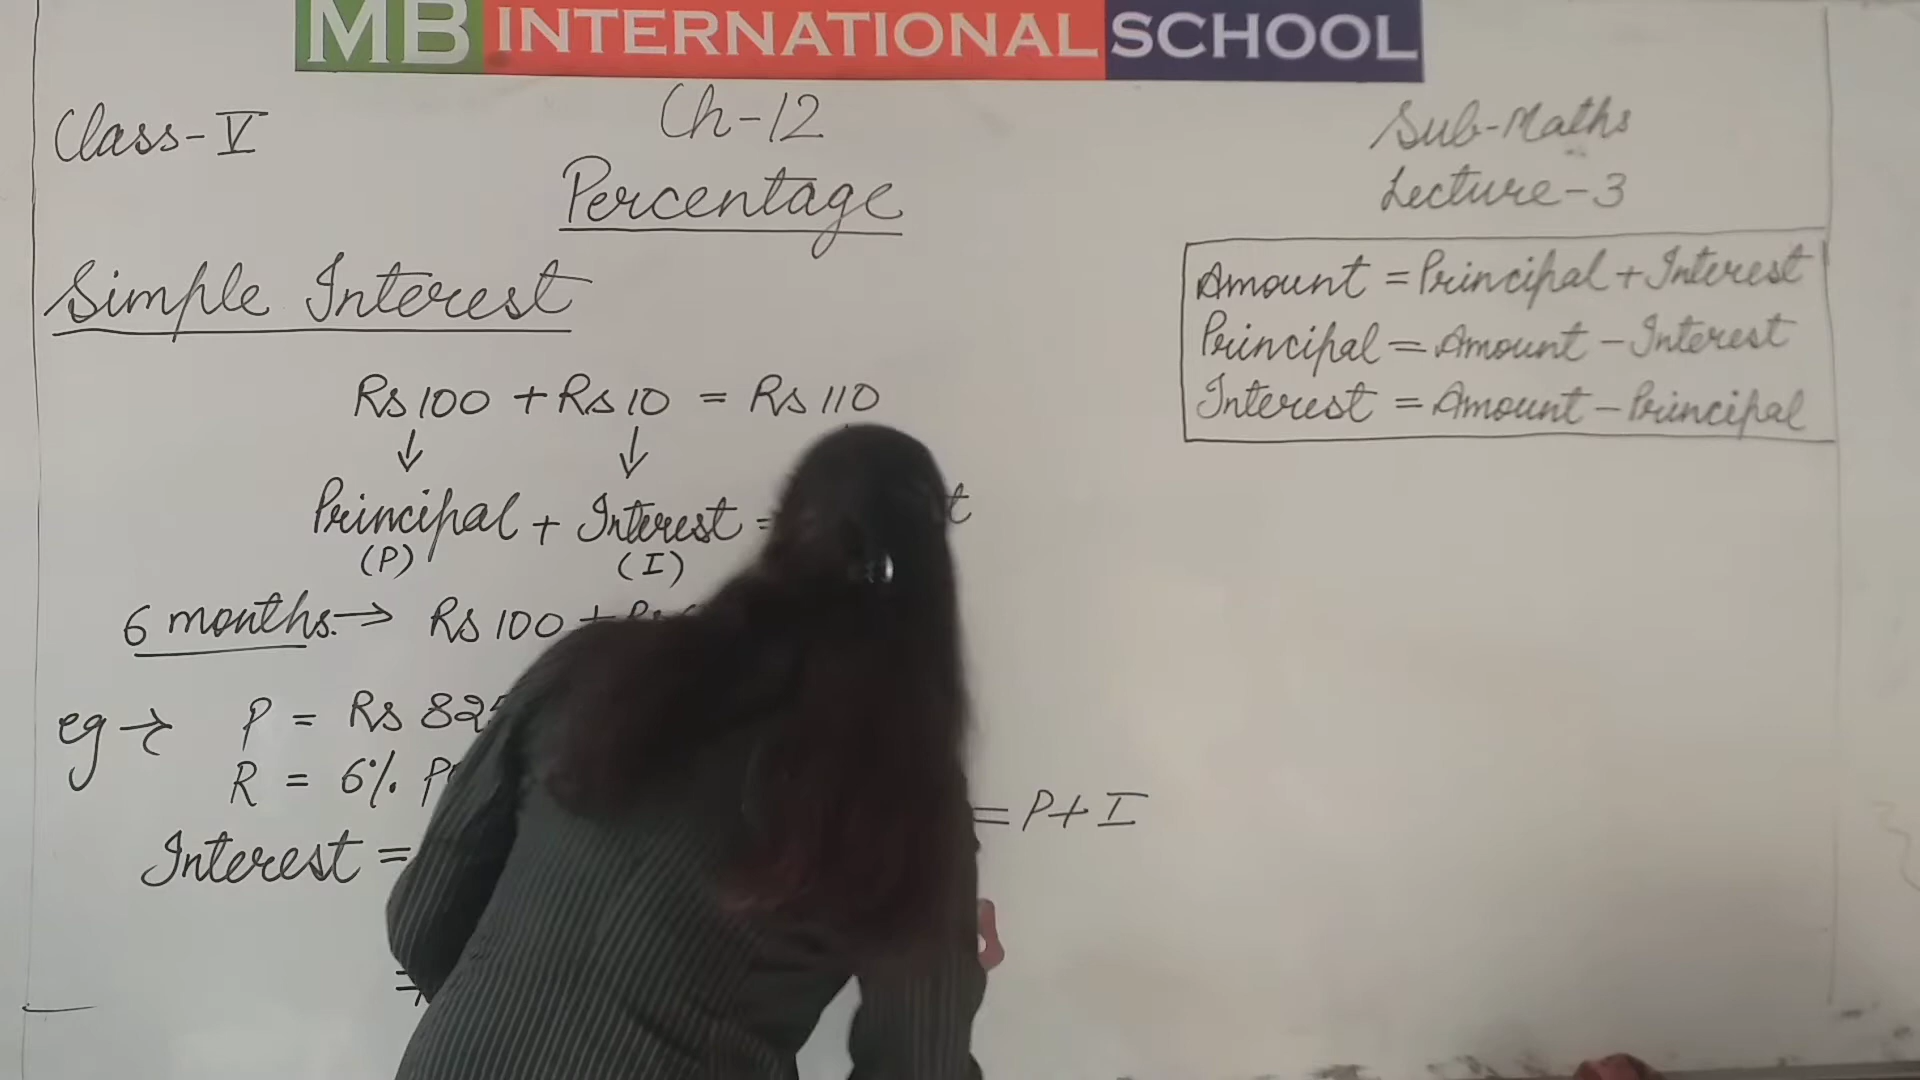 MB INTERNATIONAL SCHOOL
Class-V
Ch-12
Percentage
Sub-Maths
Lecture-3
Simple Interest
Amount = Principal + Interest
Principal = Amount - Interest
Interest = Amount - Principal
Rs 100 + Rs 10 = Rs 110
↓ ↓
Principal + Interest =
(P) (I)
6 months. → Rs 100 + Rs
eg → P = Rs 825
R = 6% P
= P + I
Interest =